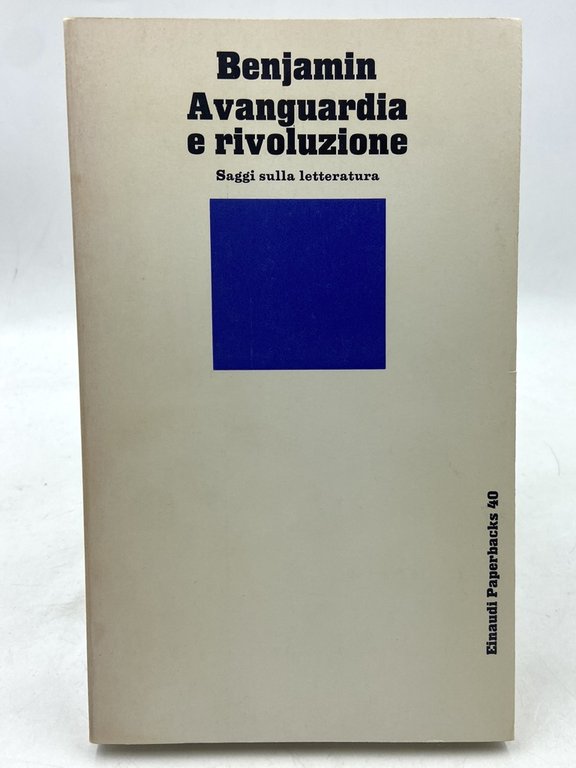 Benjamin
Avanguardia
e rivoluzione
Saggi sulla letteratura
Einaudi Paperbacks 40